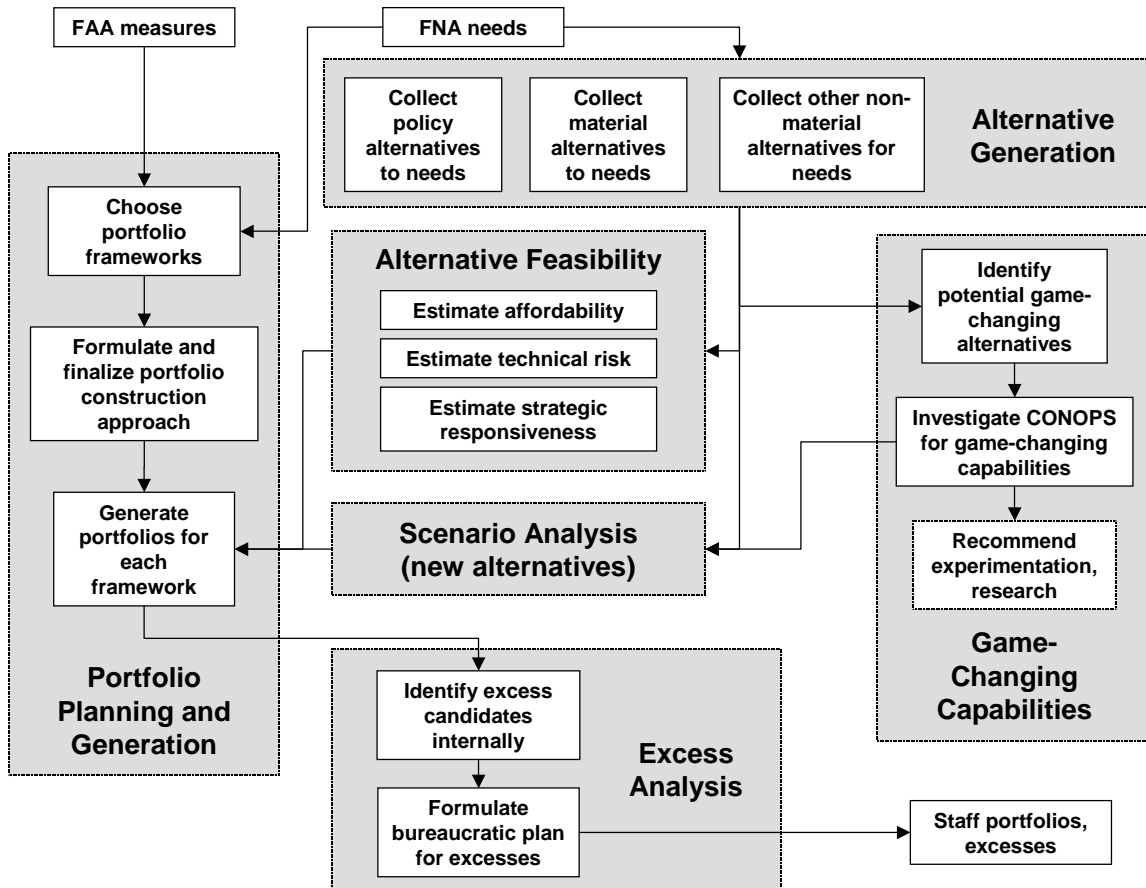 FAA measures
FNA needs
Collect
policy
alternatives
to needs
Collect
material
alternatives
to needs
Collect other non-
material
alternatives for
needs
Alternative
Generation
Choose
portfolio
frameworks
Formulate and
finalize portfolio
construction
approach
Generate
portfolios for
each
framework
Portfolio
Planning and
Generation
Alternative Feasibility
Estimate affordability
Estimate technical risk
Estimate strategic
responsiveness
Scenario Analysis
(new alternatives)
Identify
potential game-
changing
alternatives
Investigate CONOPS
for game-changing
capabilities
Recommend
experimentation,
research
Game-
Changing
Capabilities
Identify excess
candidates
internally
Formulate
bureaucratic plan
for excesses
Excess
Analysis
Staff portfolios,
excesses